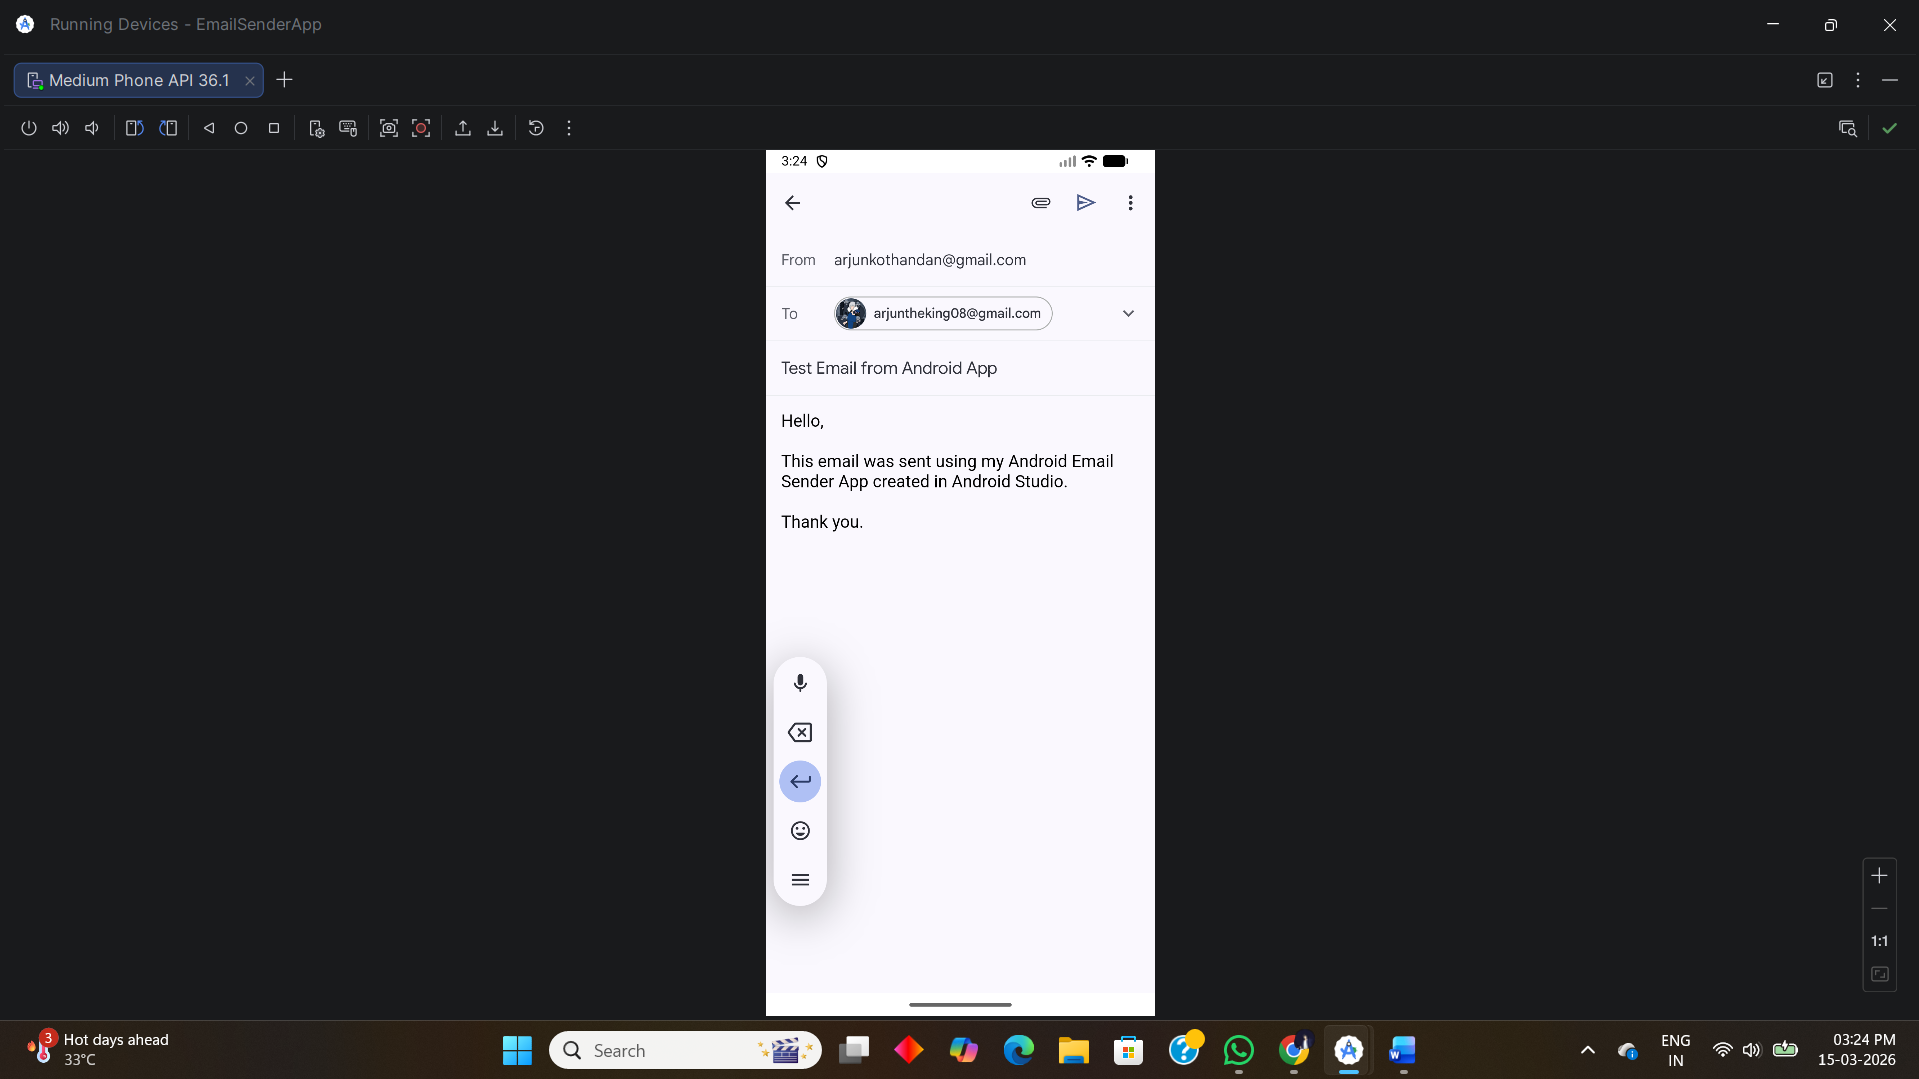 Running Devices - EmailSenderApp
Medium Phone API 36.1
3:24
From arjunkothandan@gmail.com
To arjuntheking08@gmail.com
Test Email from Android App
Hello,
This email was sent using my Android Email
Sender App created in Android Studio.
Thank you.
1:1
3
Hot days ahead
33°C
Search
W
ENG
IN
03:24 PM
15-03-2026